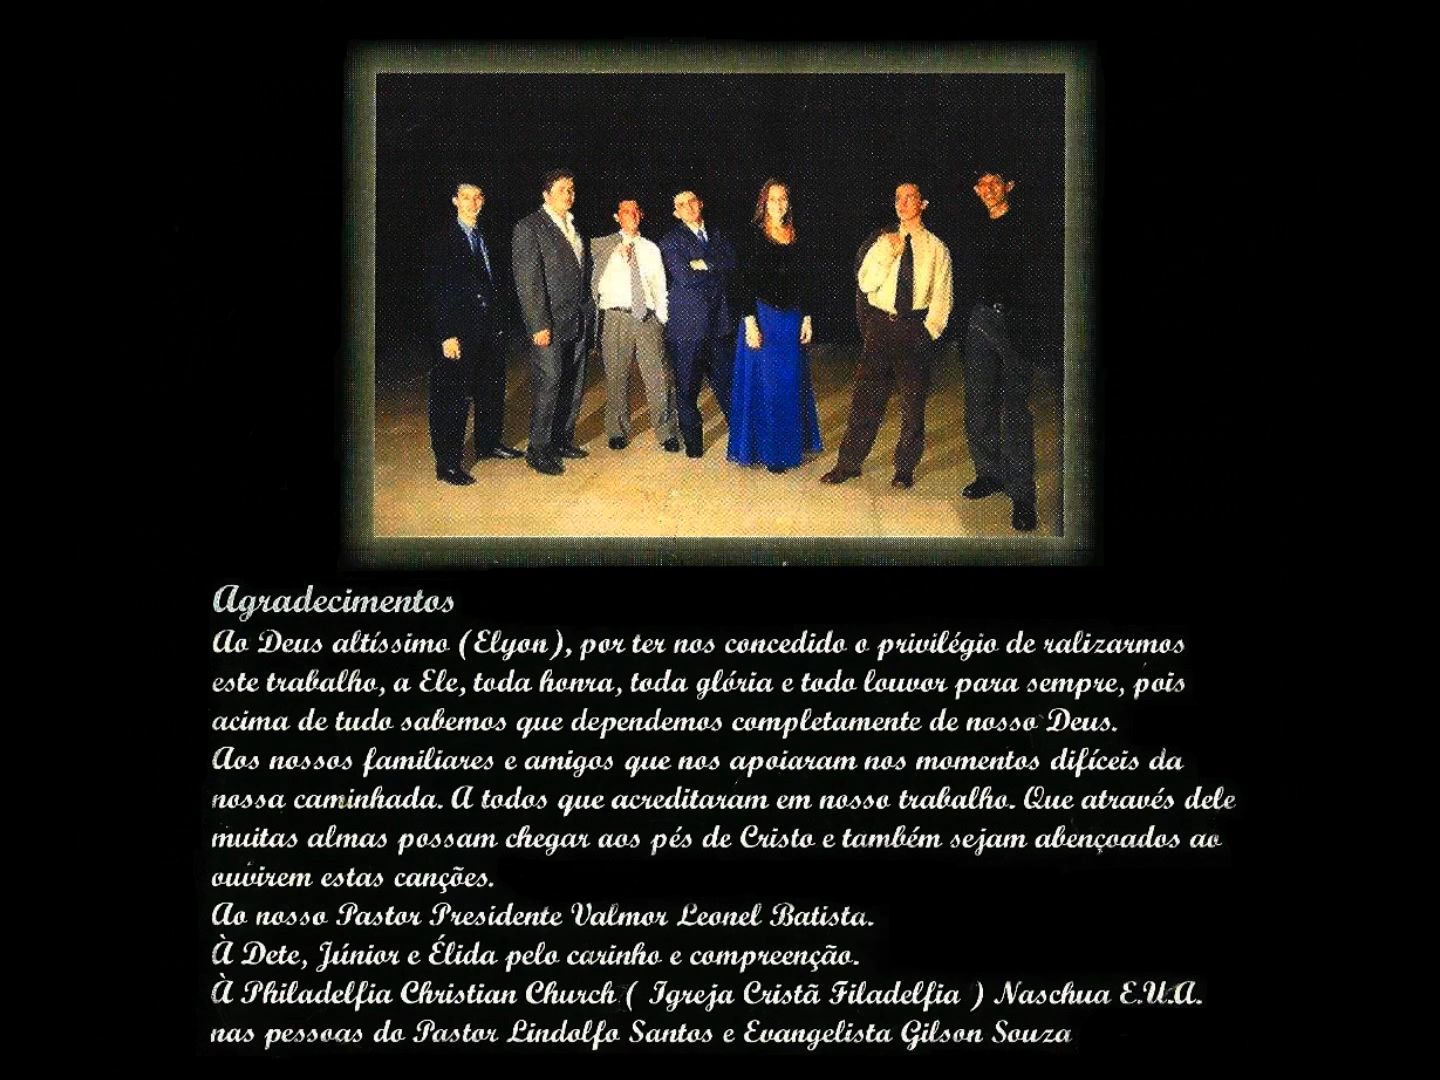 Agradecimentos
Ao Deus altíssimo (Elyon), por ter nos concedido o privilégio de ralizarmos
este trabalho, a Ele, toda honra, toda glória e todo louvor para sempre, pois
acima de tudo sabemos que dependemos completamente de nosso Deus.
Aos nossos familiares e amigos que nos apoiaram nos momentos difíceis da
nossa caminhada. A todos que acreditaram em nosso trabalho. Que através dele
muitas almas possam chegar aos pés de Cristo e também sejam abençoados ao
ouvirem estas canções.
Ao nosso Pastor Presidente Valmor Leonel Batista.
À Dete, Júnior e Élida pelo carinho e compreenção.
À Philadelfia Christian Church ( Igreja Cristã Filadelfia ) Naschua E.U.A.
nas pessoas do Pastor Lindolfo Santos e Evangelista Gilson Souza